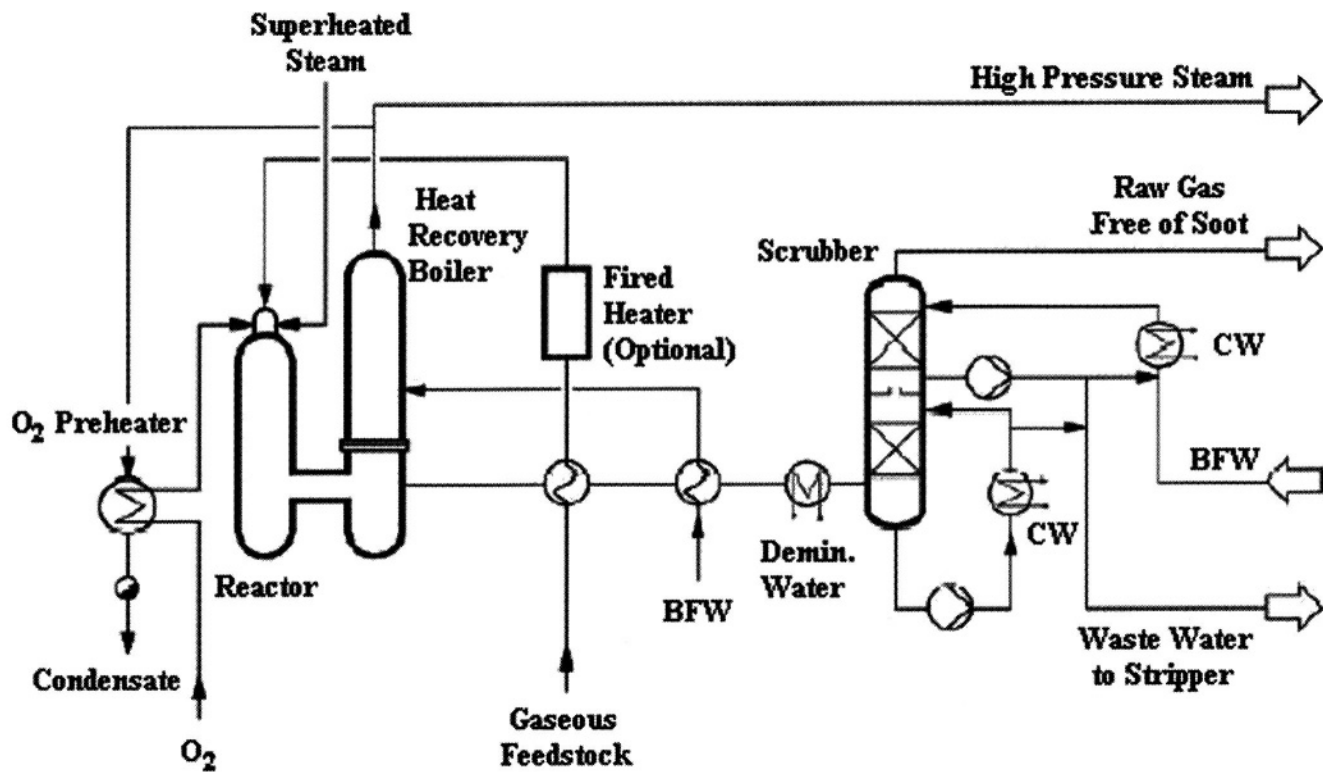 Superheated
Steam
High Pressure Steam
Raw Gas
Free of Soot
Heat
Recovery
Boiler
Scrubber
Fired
Heater
(Optional)
CW
O₂ Preheater
BFW
CW
Reactor
Demin.
Water
BFW
Condensate
Waste Water
to Stripper
Gaseous
Feedstock
O₂